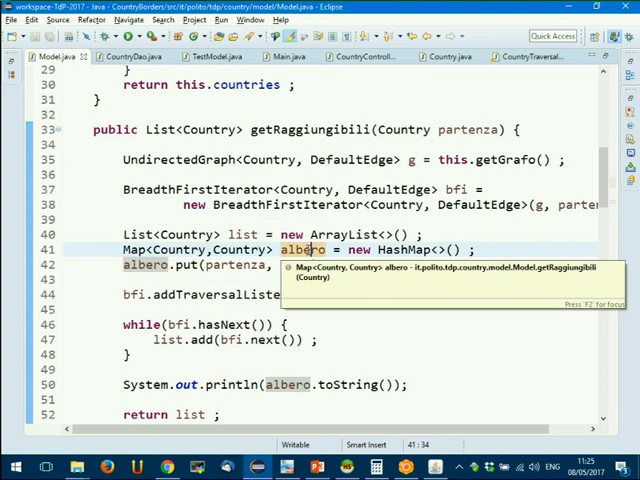 workspace-TdP-2017 - Java - CountryBorders/src/it/polito/tdp/country/model/Model.java - Eclipse
File Edit Source Refactor Navigate Search Project Run Window Help
Quick Access
Model.java CountryDao.java TestModel.java Main.java CountryControll... Country.java CountryTraversal...
29 }
30 return this.countries ;
31 }
32
33 public List<Country> getRaggiungibili(Country partenza) {
34
35 UndirectedGraph<Country, DefaultEdge> g = this.getGrafo() ;
36
37 BreadthFirstIterator<Country, DefaultEdge> bfi =
38 new BreadthFirstIterator<Country, DefaultEdge>(g, parten
39
40 List<Country> list = new ArrayList<>() ;
41 Map<Country,Country> albero = new HashMap<>() ;
42 albero.put(partenza,
Map<Country, Country> albero - it.polito.tdp.country.model.Model.getRaggiungibili
(Country)
Press 'F2' for focus
43
44 bfi.addTraversalListe
45
46 while(bfi.hasNext()) {
47 list.add(bfi.next()) ;
48 }
49
50 System.out.println(albero.toString());
51
52 return list ;
Writable Smart Insert 41 : 34
11:25
08/05/2017